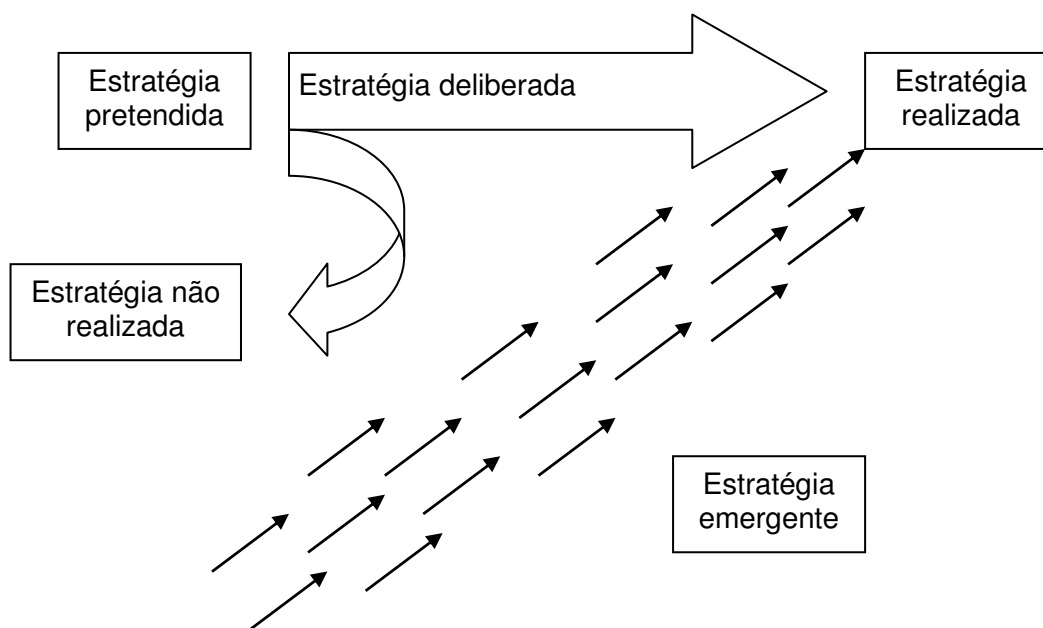 Estratégia
pretendida
Estratégia deliberada
Estratégia
realizada
Estratégia não
realizada
Estratégia
emergente